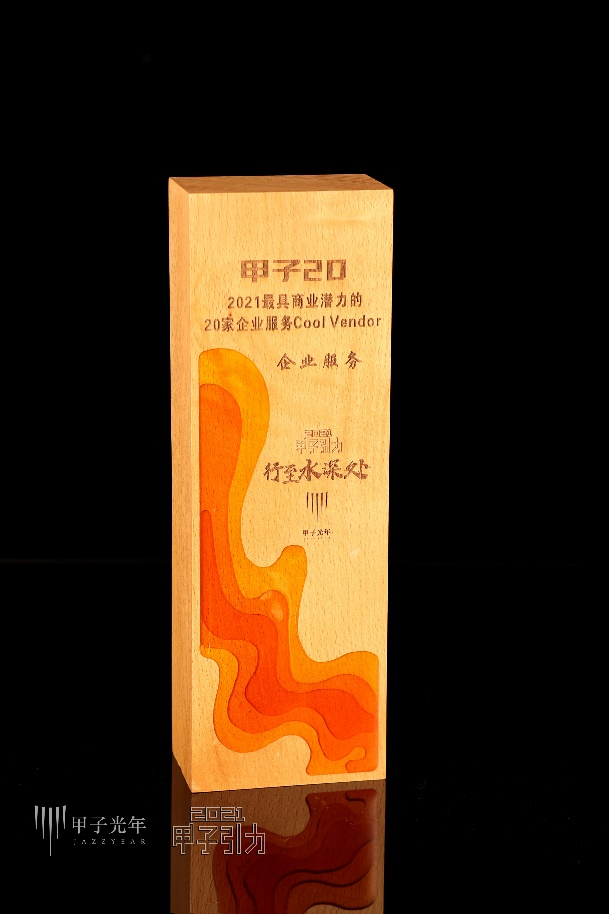 甲子20
2021最具商业潜力的
20家企业服务Cool Vendor
企业服务
2021
甲子引力
行至水深处
甲子光年
甲子光年
JAZZYEAR
2021
甲子引力